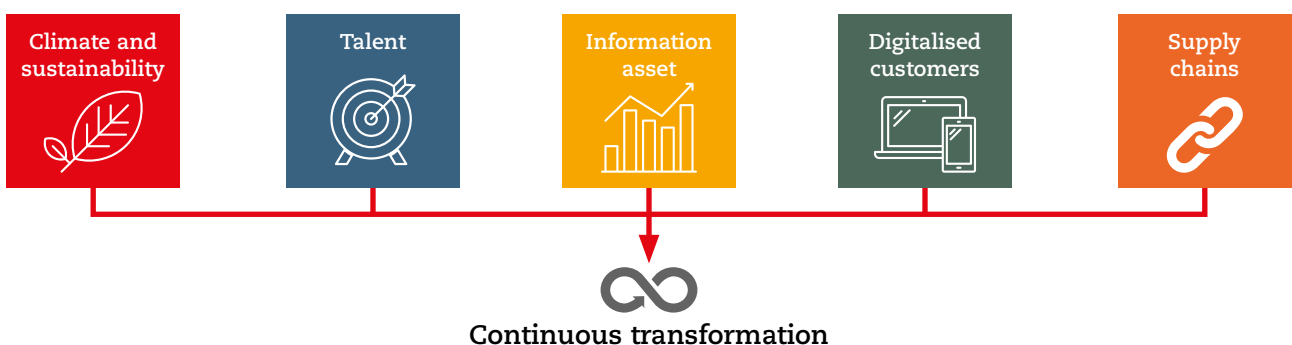 Climate and
sustainability
Talent
Information
asset
Digitalised
customers
Supply
chains
Continuous transformation